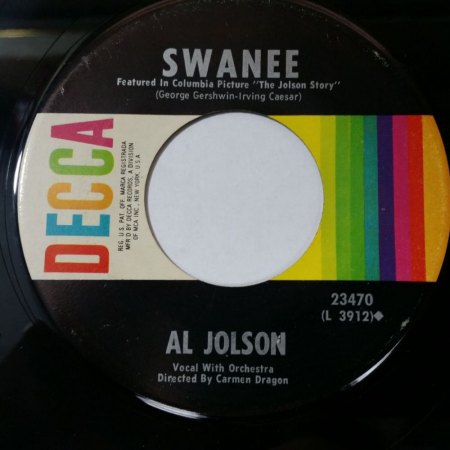 SWANEE
Featured In Columbia Picture "The Jolson Story"
(George Gershwin-Irving Caesar)
DECCA
REG. U.S. PAT. OFF. MARCA REGISTRADA
MFR'D BY DECCA RECORDS, A DIVISION
OF MCA INC., NEW YORK, U.S.A.
23470
(L 3912)◆
AL JOLSON
Vocal With Orchestra
Directed By Carmen Dragon